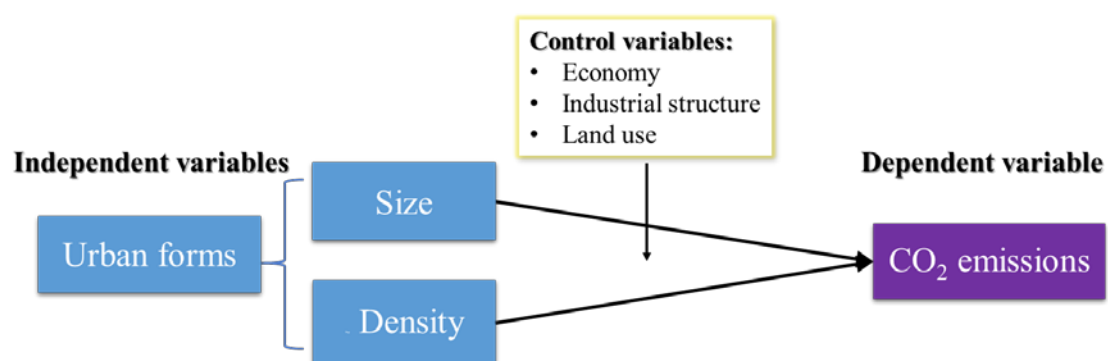 Control variables:
• Economy
• Industrial structure
• Land use
Independent variables
Dependent variable
Urban forms
Size
Density
CO₂ emissions